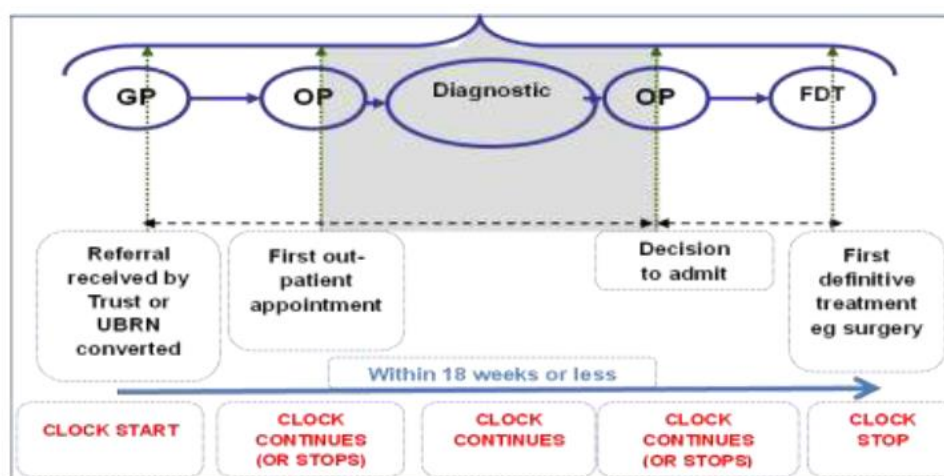 GP
OP
Diagnostic
OP
FDT
Referral
received by
Trust or
UBRN
converted
First out-
patient
appointment
Decision
to admit
First
definitive
treatment
eg surgery
Within 18 weeks or less
CLOCK START
CLOCK
CONTINUES
(OR STOPS)
CLOCK
CONTINUES
CLOCK
CONTINUES
(OR STOPS)
CLOCK
STOP